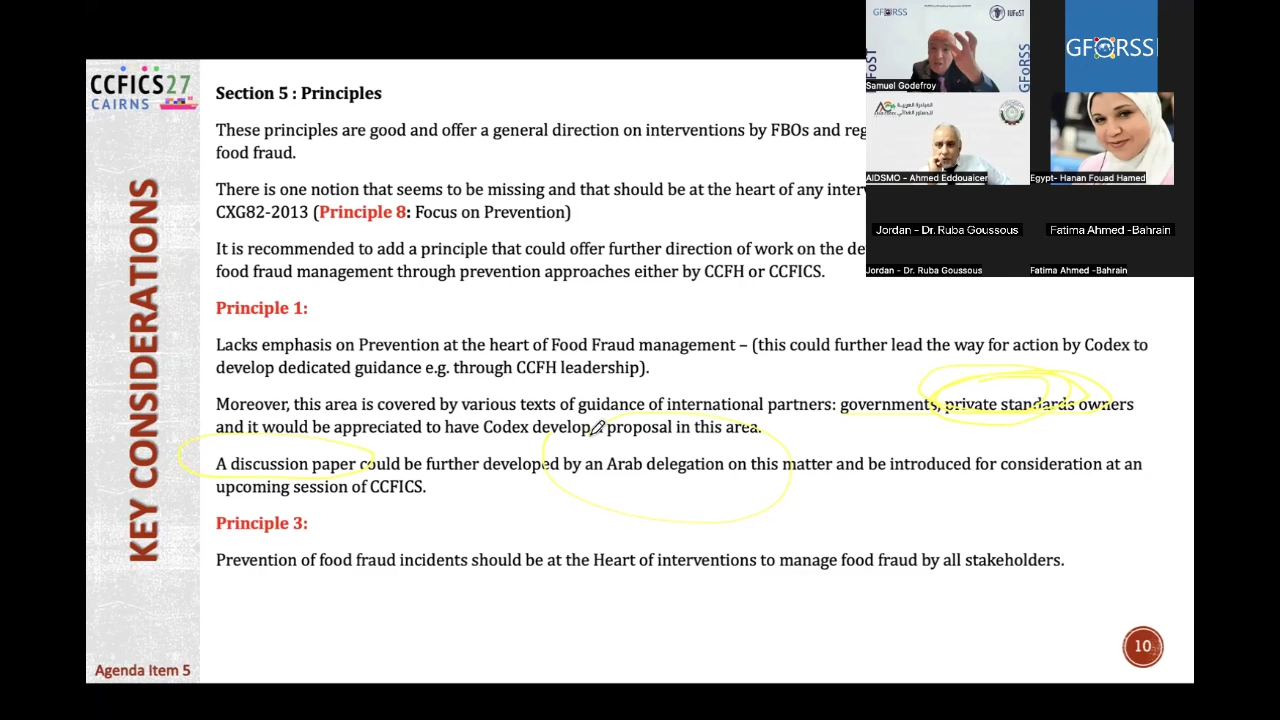 CCFICS27
CAIRNS
KEY CONSIDERATIONS
Agenda Item 5
Section 5 : Principles
These principles are good and offer a general direction on interventions by FBOs and reg
food fraud.
There is one notion that seems to be missing and that should be at the heart of any inter
CXG82-2013 (Principle 8: Focus on Prevention)
It is recommended to add a principle that could offer further direction of work on the de
food fraud management through prevention approaches either by CCFH or CCFICS.
Principle 1:
Lacks emphasis on Prevention at the heart of Food Fraud management – (this could further lead the way for action by Codex to
develop dedicated guidance e.g. through CCFH leadership).
Moreover, this area is covered by various texts of guidance of international partners: governments, private standards owners
and it would be appreciated to have Codex develop proposal in this area.
A discussion paper could be further developed by an Arab delegation on this matter and be introduced for consideration at an
upcoming session of CCFICS.
Principle 3:
Prevention of food fraud incidents should be at the Heart of interventions to manage food fraud by all stakeholders.
10
GFORSS
IUFoST
FoST
GFoRSS
Samuel Godefroy
GFORSS
المبادرة العربية
للدستور الغذائي
AIDSMO - Ahmed Eddouaicer
Egypt- Hanan Fouad Hamed
Jordan - Dr. Ruba Goussous
Jordan - Dr. Ruba Goussous
Fatima Ahmed -Bahrain
Fatima Ahmed -Bahrain